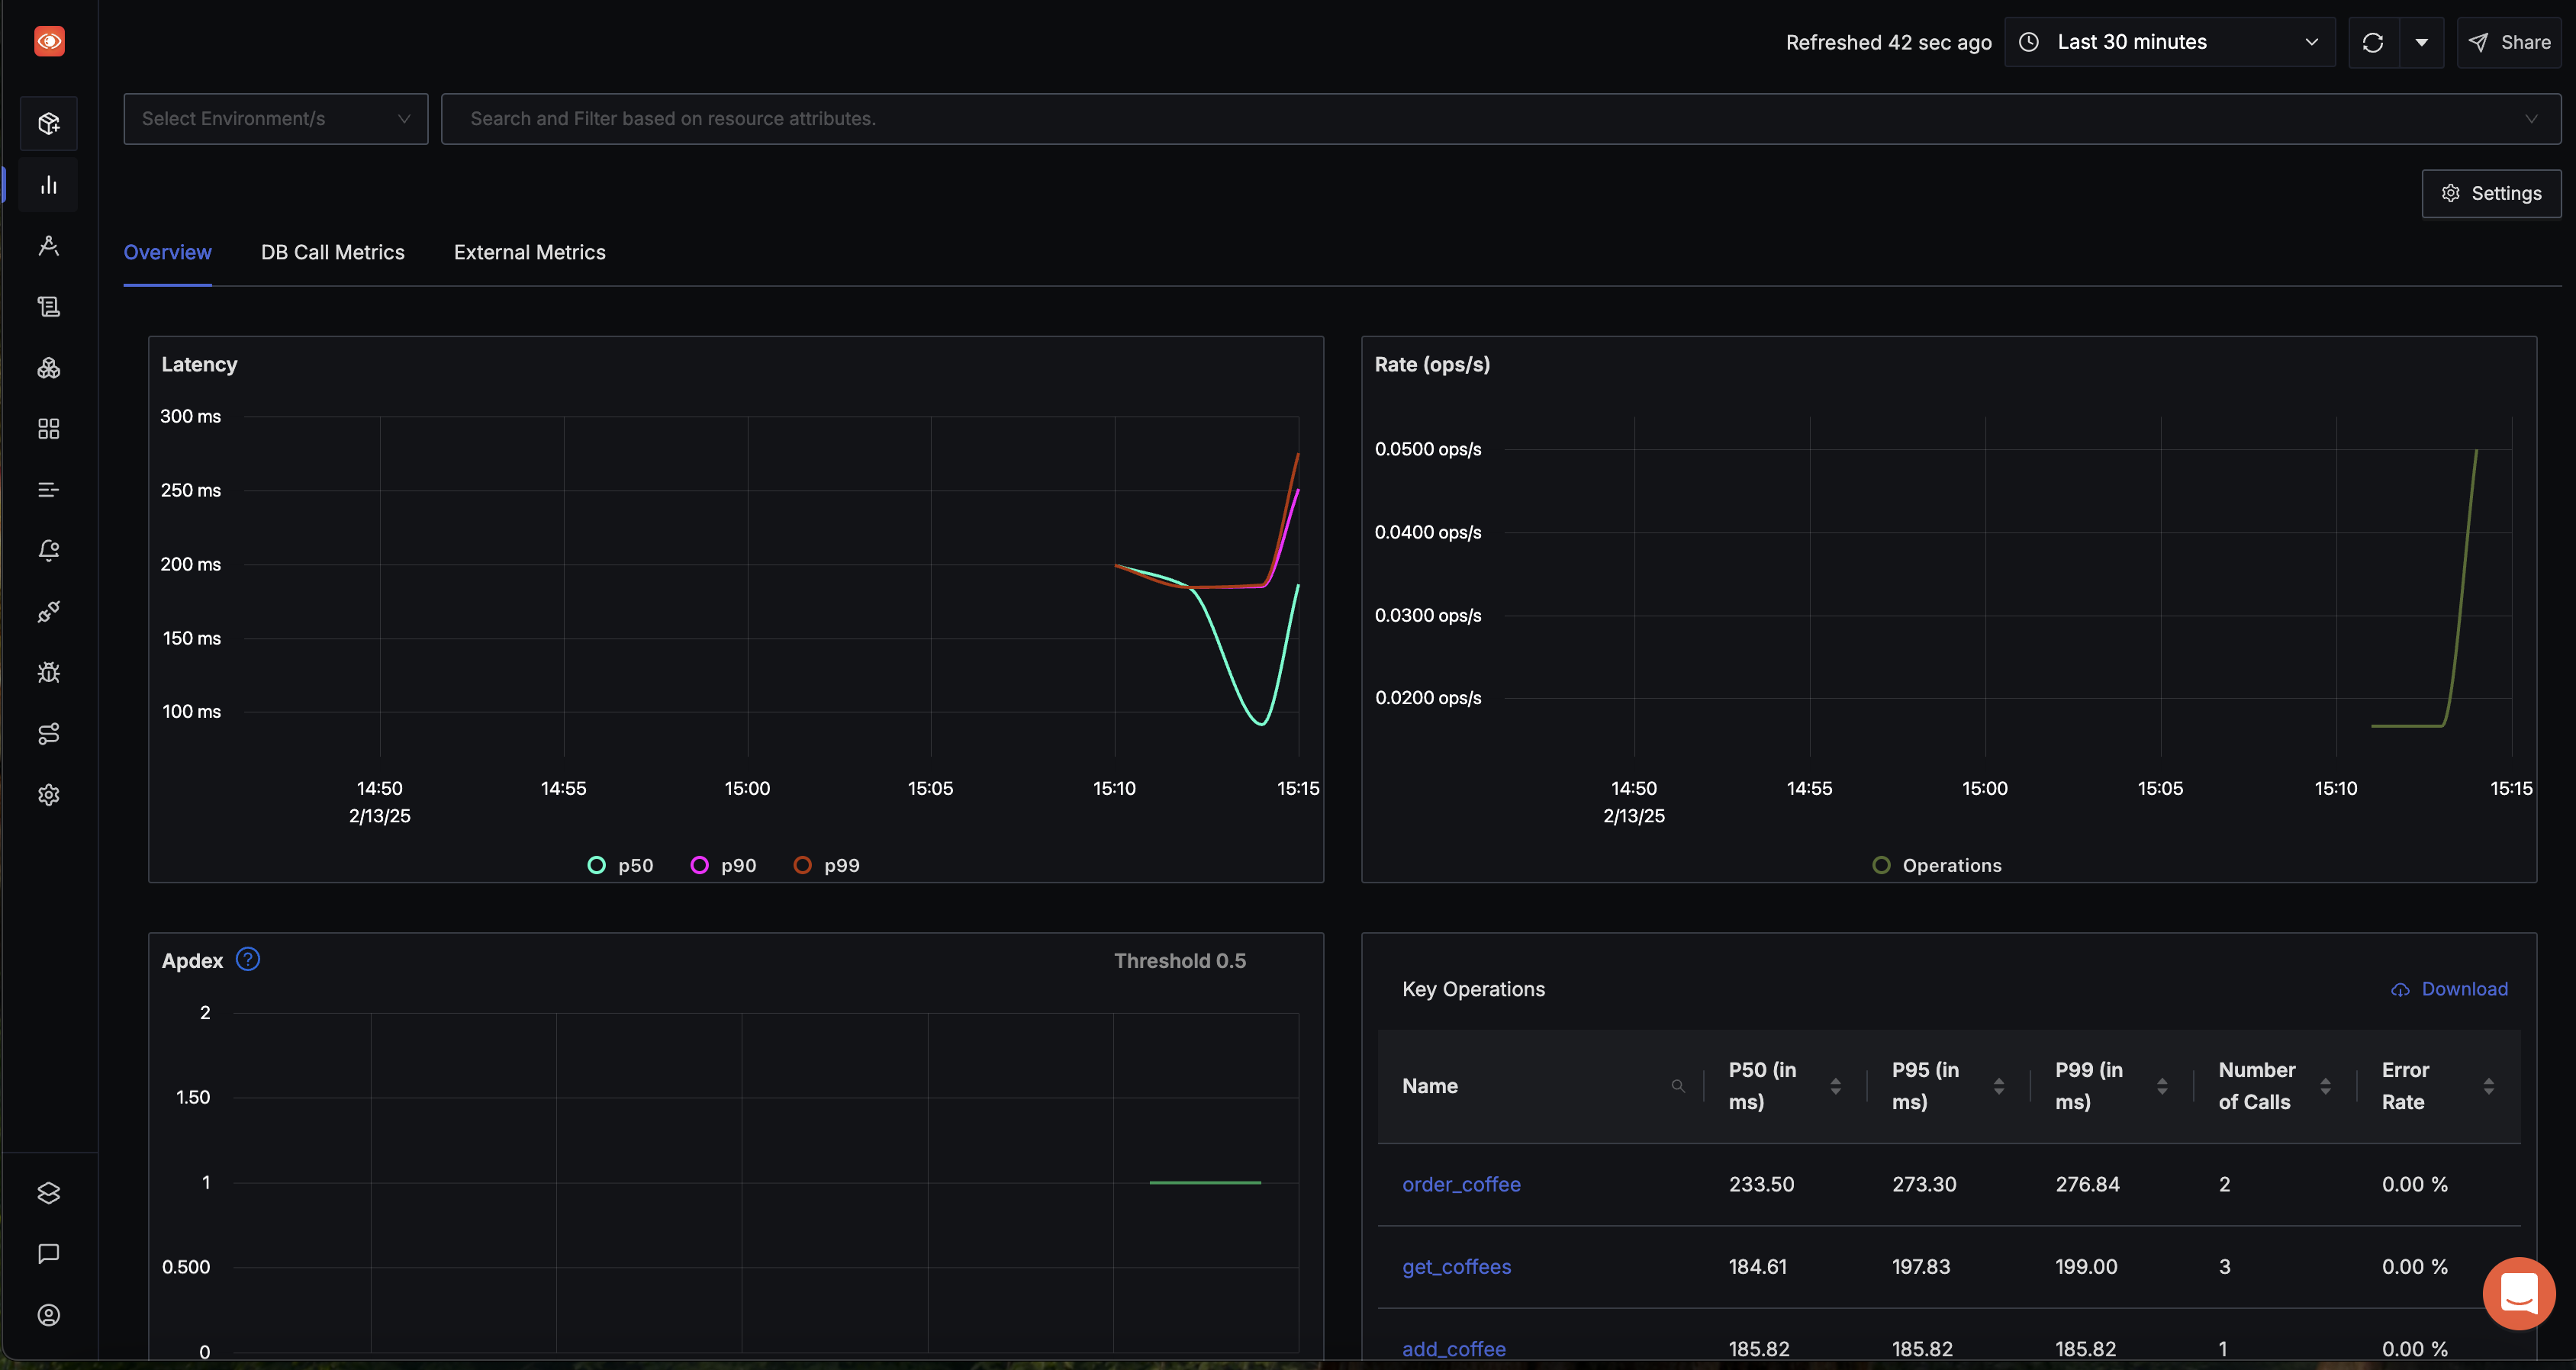 Refreshed 42 sec ago
Last 30 minutes
Share
Select Environment/s
Search and Filter based on resource attributes.
Settings
Overview
DB Call Metrics
External Metrics
Latency
300 ms
250 ms
200 ms
150 ms
100 ms
14:50
14:55
15:00
15:05
15:10
15:15
2/13/25
p50
p90
p99
Rate (ops/s)
0.0500 ops/s
0.0400 ops/s
0.0300 ops/s
0.0200 ops/s
14:50
14:55
15:00
15:05
15:10
15:15
2/13/25
Operations
Apdex
?
Threshold 0.5
2
1.50
1
0.500
0
Key Operations
Download
Name
P50 (in
ms)
P95 (in
ms)
P99 (in
ms)
Number
of Calls
Error
Rate
order_coffee 233.50 273.30 276.84 2 0.00 %
get_coffees 184.61 197.83 199.00 3 0.00 %
add_coffee 185.82 185.82 185.82 1 0.00 %